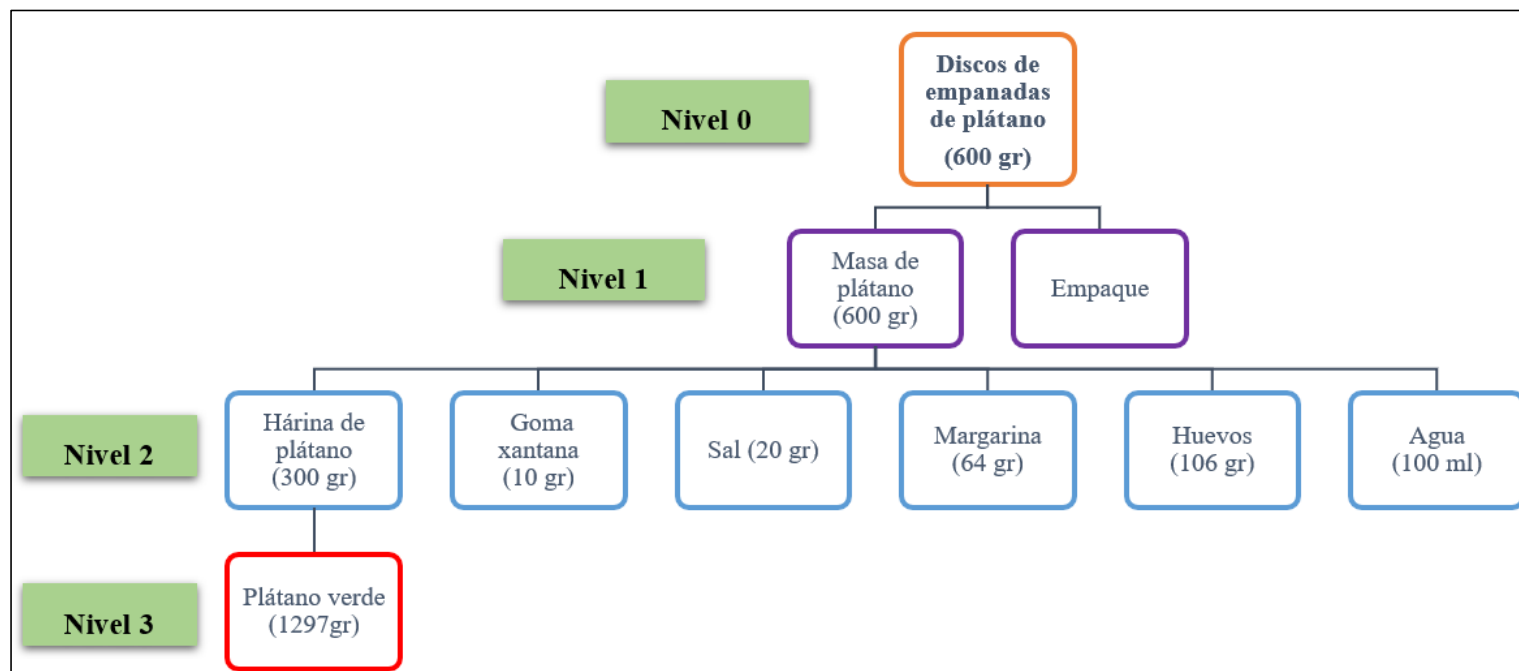 Nivel 0
Discos de
empanadas
de plátano
(600 gr)
Nivel 1
Masa de
plátano
(600 gr)
Empaque
Nivel 2
Hárina de
plátano
(300 gr)
Goma
xantana
(10 gr)
Sal (20 gr)
Margarina
(64 gr)
Huevos
(106 gr)
Agua
(100 ml)
Nivel 3
Plátano verde
(1297gr)